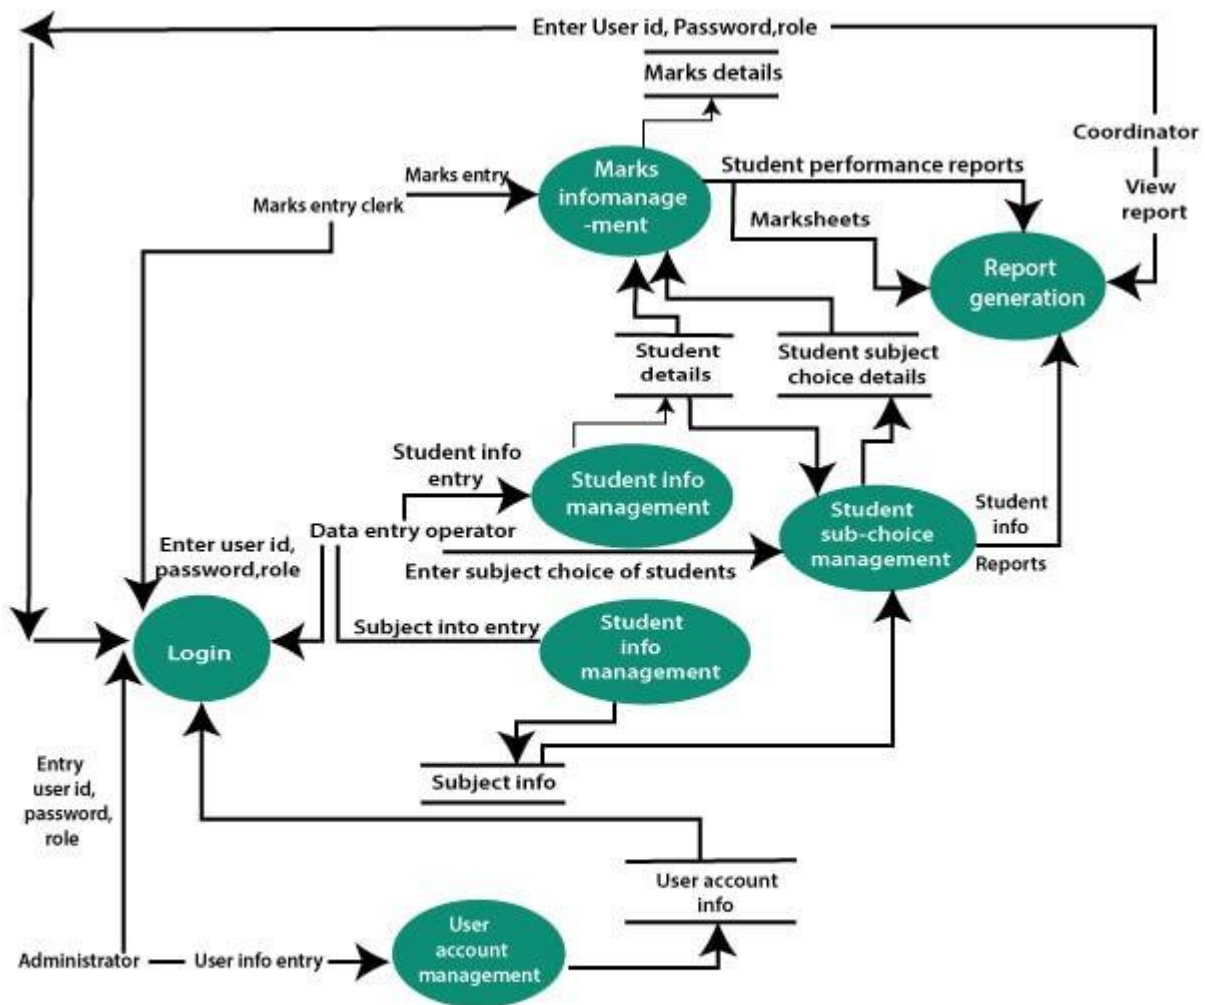 Enter User id, Password,role
Marks details
Coordinator
Marks entry
Marks
infomanage
-ment
Student performance reports
View
report
Marks entry clerk
Marksheets
Report
generation
Student
details
Student subject
choice details
Student info
entry
Student info
management
Student
sub-choice
management
Student
info
Reports
Data entry operator
Enter user id,
password,role
Enter subject choice of students
Subject into entry
Student
info
management
Login
Entry
user id,
password,
role
Subject info
User account
info
User
account
management
Administrator
User info entry